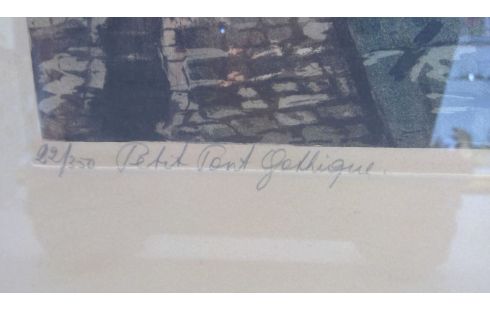 22/350 Petit Pont Gothique.